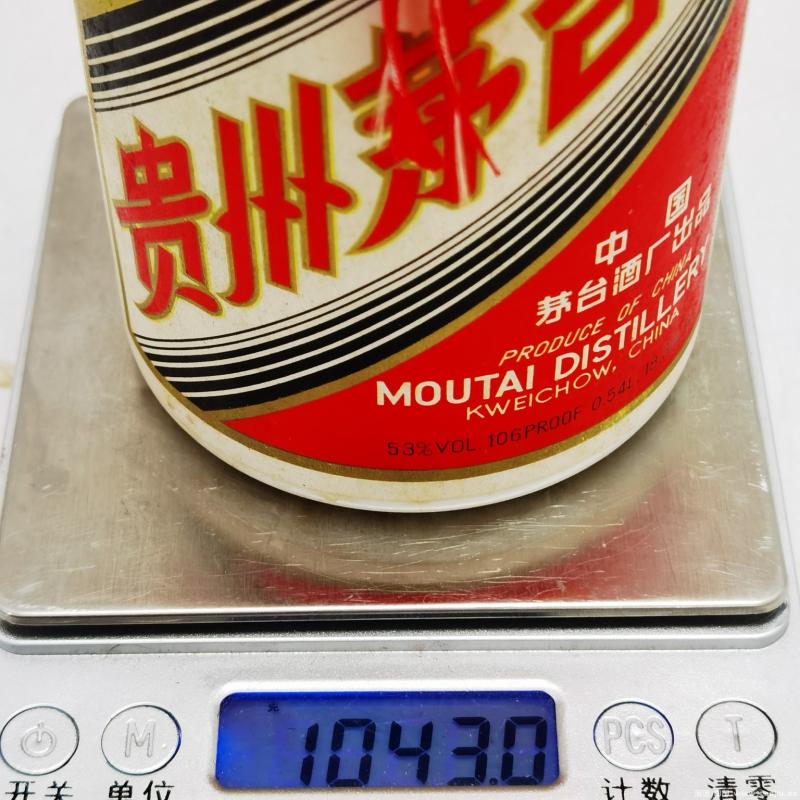 贵州茅台
中国
茅台酒厂出品
PRODUCE OF CHINA
MOUTAI DISTILLERY
KWEICHOW, CHINA
53%VOL 106PROOF 0.54L
克
1043.0
M
PCS
T
开关
单位
计数
清零